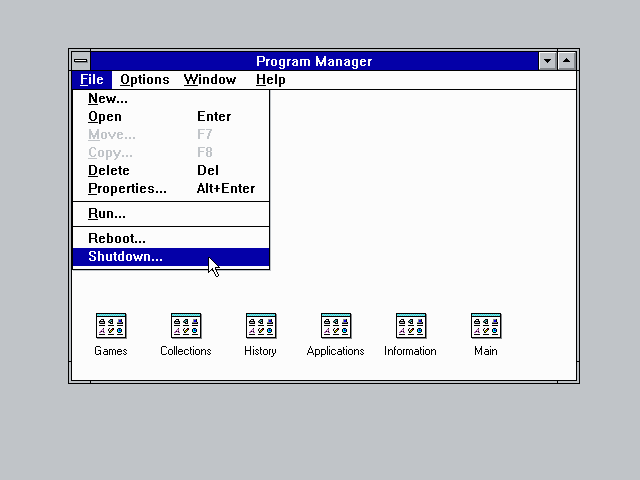 Program Manager
File Options Window Help
New...
Open Enter
Move... F7
Copy... F8
Delete Del
Properties... Alt+Enter
Run...
Reboot...
Shutdown...
Games Collections History Applications Information Main